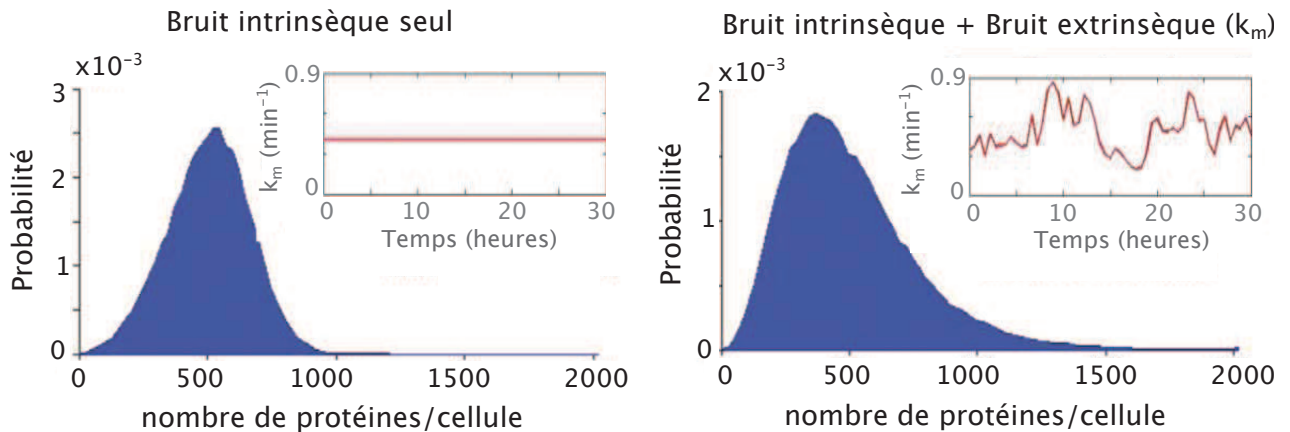 Bruit intrinsèque seul
x10⁻³
3
2
1
0
Probabilité
0 500 1000 1500 2000
nombre de protéines/cellule
0.9
0
kₘ (min⁻¹)
0 10 20 30
Temps (heures)
Bruit intrinsèque + Bruit extrinsèque (kₘ)
x10⁻³
2
1
0
Probabilité
0 500 1000 1500 2000
nombre de protéines/cellule
0.9
0
kₘ (min⁻¹)
0 10 20 30
Temps (heures)